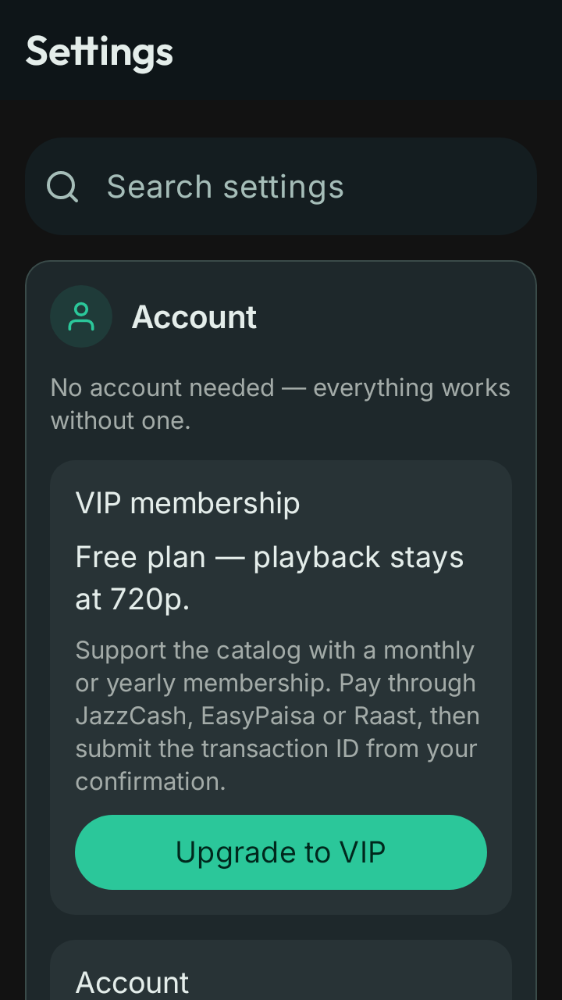 Settings
Search settings
Account
No account needed — everything works
without one.
VIP membership
Free plan — playback stays
at 720p.
Support the catalog with a monthly
or yearly membership. Pay through
JazzCash, EasyPaisa or Raast, then
submit the transaction ID from your
confirmation.
Upgrade to VIP
Account